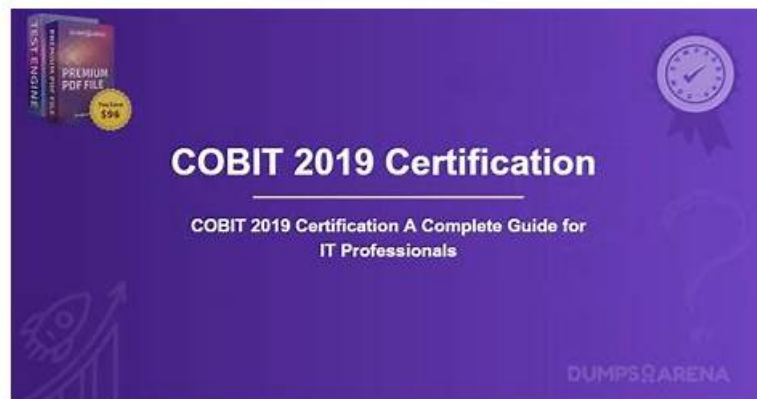 TEST ENGINE
PREMIUM PDF FILE
PREMIUM
PDF FILE
You Save
$96
COBIT 2019 Certification
COBIT 2019 Certification A Complete Guide for
IT Professionals
DUMPSARENA